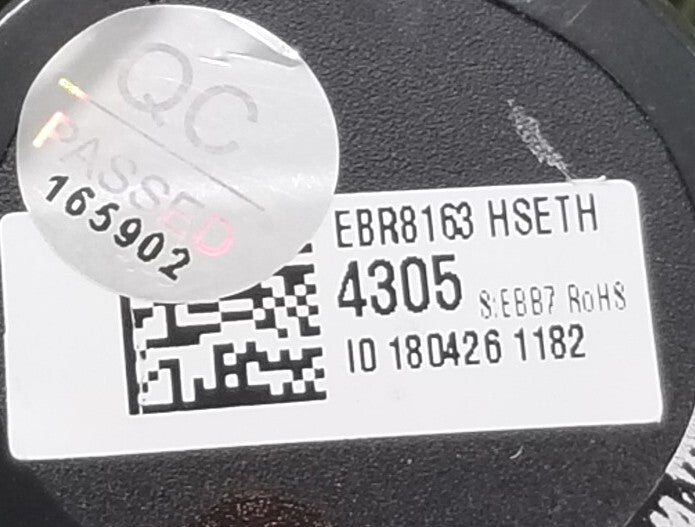 QC
PASSED
165902
EBR8163 HSETH
4305 S:EBB7 RoHS
IO 180426 1182